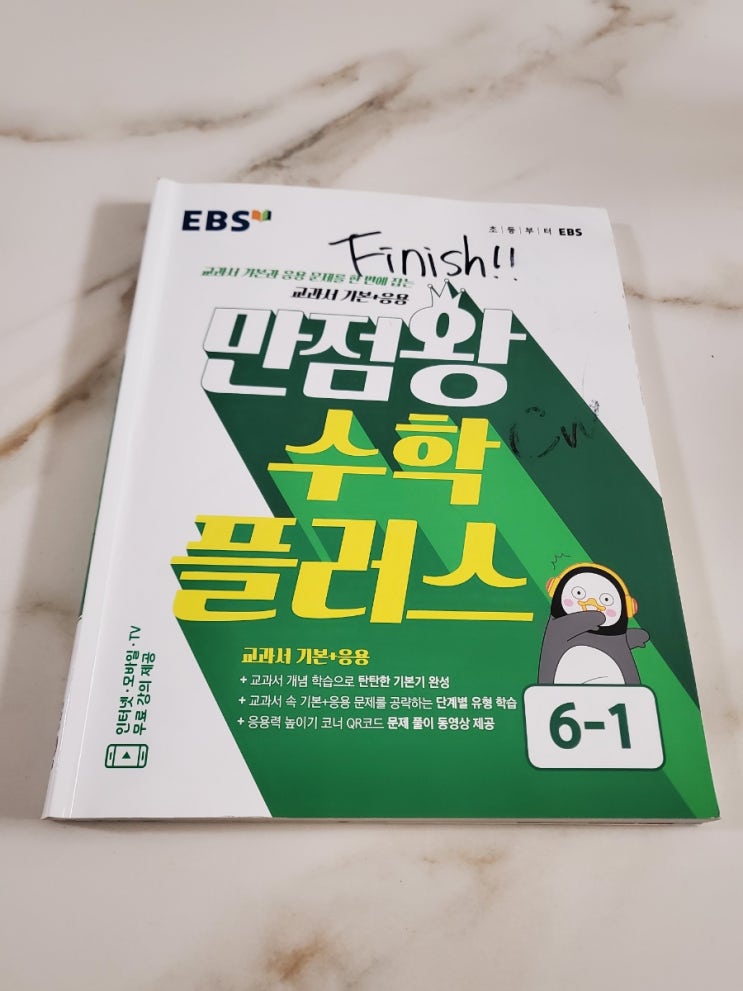 EBS
초등부터 EBS
Finish!!
교과서 기본과 응용 문제를 한 번에 잡는
교과서 기본+응용
만점왕
수학
플러스
교과서 기본+응용
+ 교과서 개념 학습으로 탄탄한 기본기 완성
+ 교과서 속 기본+응용 문제를 공략하는 단계별 유형 학습
+ 응용력 높이기 코너 QR코드 문제 풀이 동영상 제공
인터넷·모바일·TV
무료 강의 제공
6-1